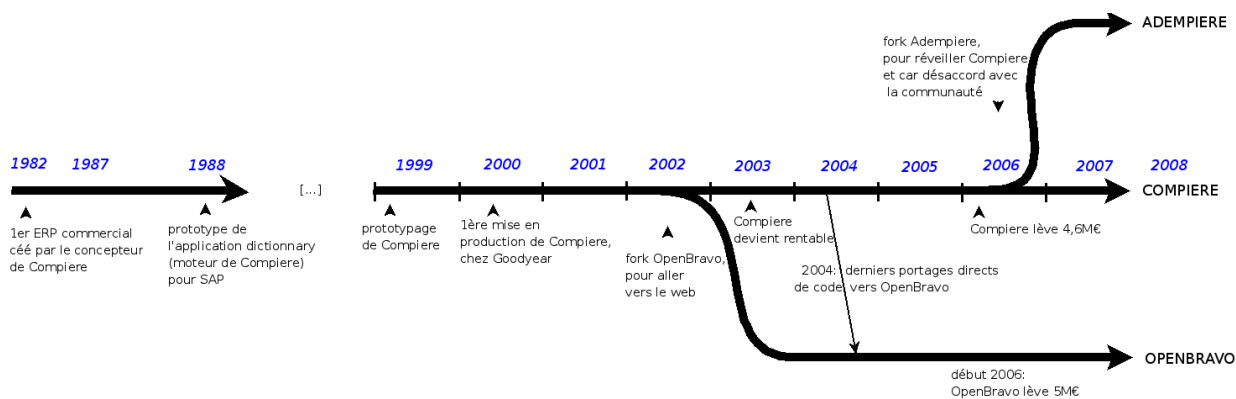 ADEMPIERE
fork Adempiere,
pour réveiller Compiere
et car désaccord avec
la communauté
1982 1987 1988 1999 2000 2001 2002 2003 2004 2005 2006 2007 2008
[...]
COMPIERE
1er ERP commercial
céé par le concepteur
de Compiere
prototype de
l'application dictionnary
(moteur de Compiere)
pour SAP
prototypage
de Compiere
1ère mise en
production de Compiere,
chez Goodyear
fork OpenBravo,
pour aller
vers le web
Compiere
devient rentable
2004: derniers portages directs
de code vers OpenBravo
Compiere lève 4,6M€
OPENBRAVO
début 2006:
OpenBravo lève 5M€